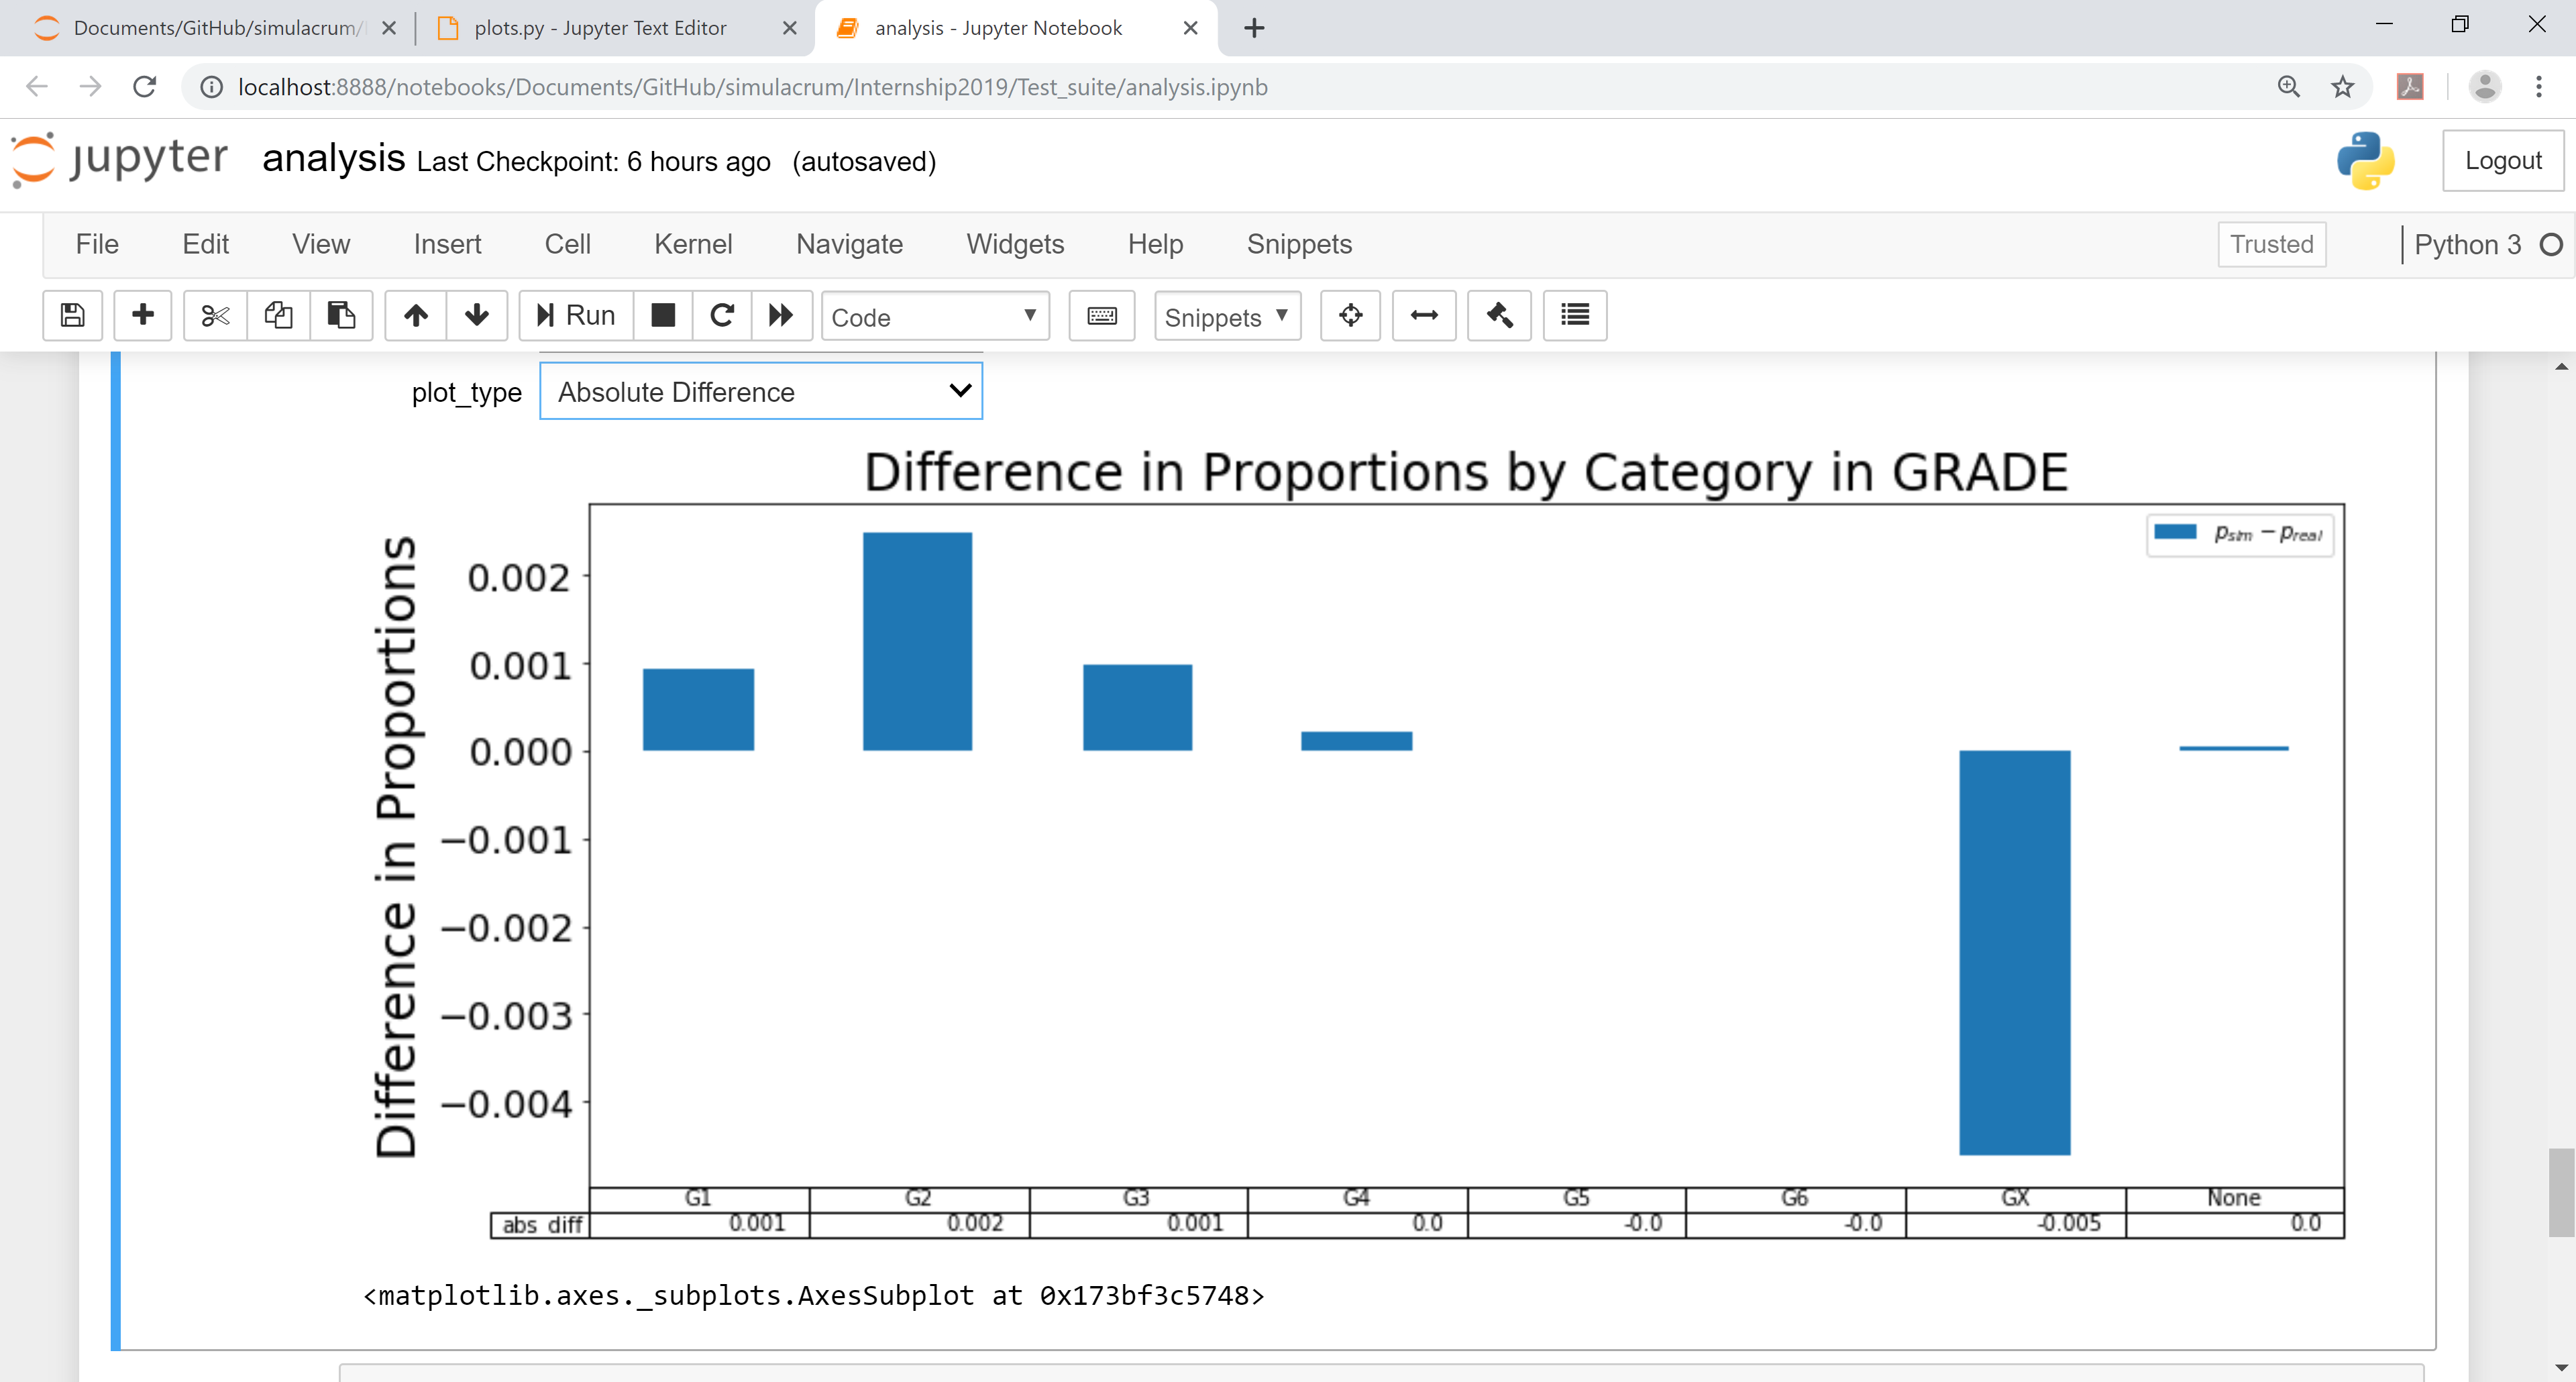 Documents/GitHub/simulacrum/
plots.py - Jupyter Text Editor
analysis - Jupyter Notebook
localhost:8888/notebooks/Documents/GitHub/simulacrum/Internship2019/Test_suite/analysis.ipynb
jupyter analysis Last Checkpoint: 6 hours ago (autosaved)
Logout
File Edit View Insert Cell Kernel Navigate Widgets Help Snippets
Trusted
Python 3
Run Code Snippets
plot_type Absolute Difference
Difference in Proportions by Category in GRADE
p_sim − p_real
Difference in Proportions
0.002
0.001
0.000
−0.001
−0.002
−0.003
−0.004
G1 G2 G3 G4 G5 G6 GX None
abs diff 0.001 0.002 0.001 0.0 -0.0 -0.0 -0.005 0.0
<matplotlib.axes._subplots.AxesSubplot at 0x173bf3c5748>